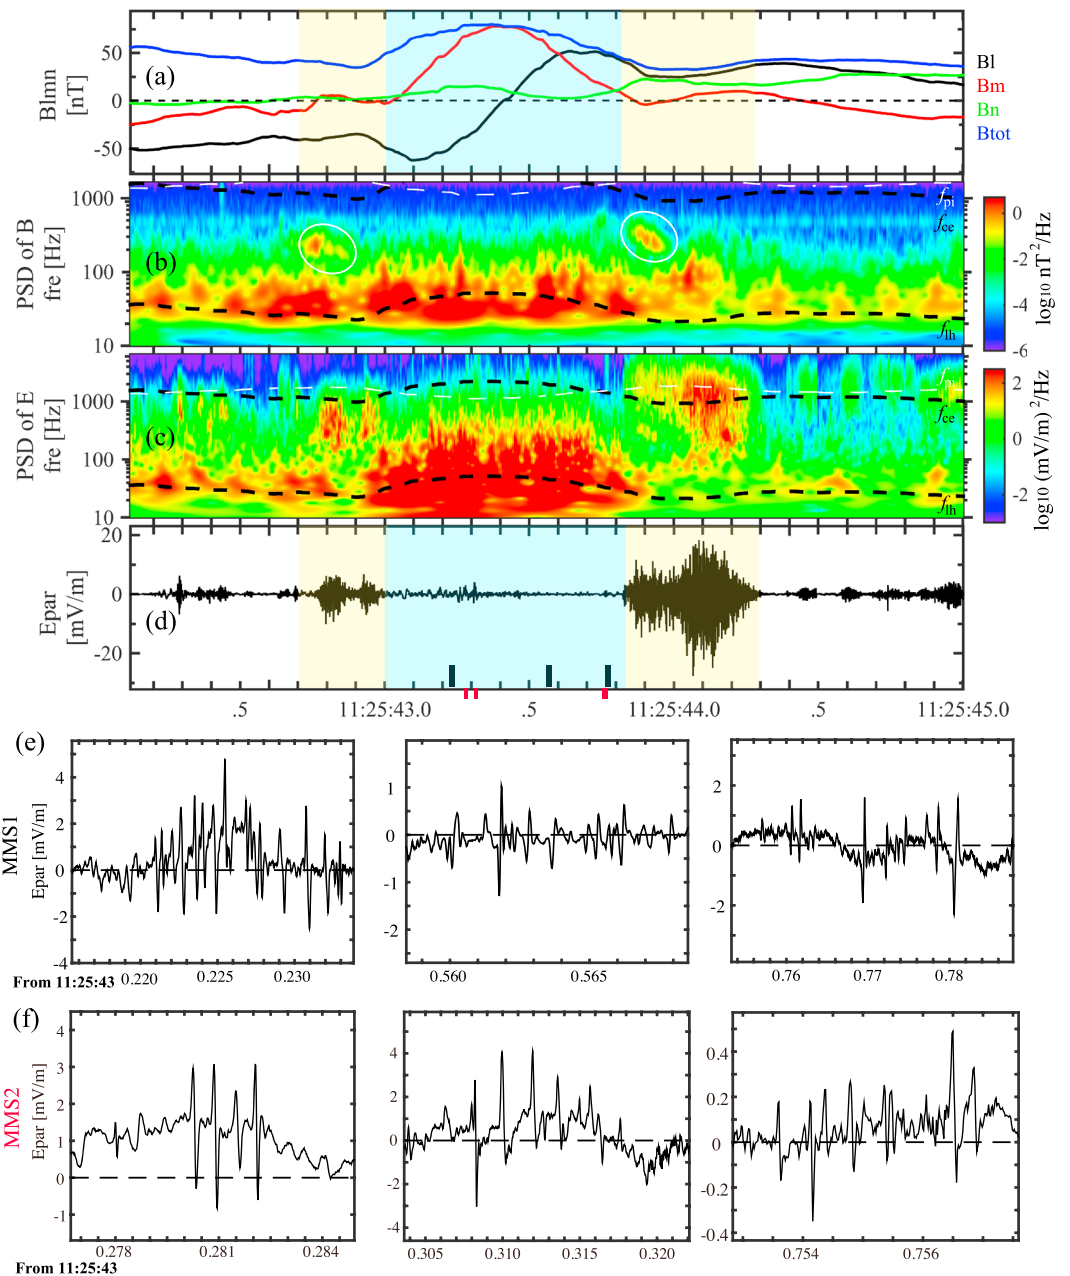 (a)
Blmn
[nT]
50
0
-50
Bl
Bm
Bn
Btot
(b)
PSD of B
fre [Hz]
1000
100
10
fpi
fce
flh
0
-2
-4
-6
log10 nT^2/Hz
(c)
PSD of E
fre [Hz]
1000
100
10
fpi
fce
flh
2
0
-2
log10 (mV/m)^2/Hz
(d)
Epar
[mV/m]
20
0
-20
.5 11:25:43.0 .5 11:25:44.0 .5 11:25:45.0
(e)
MMS1
Epar [mV/m]
4
2
0
-2
-4
1
0
-1
-2
2
0
-2
From 11:25:43 0.220 0.225 0.230 0.560 0.565 0.76 0.77 0.78
(f)
MMS2
Epar [mV/m]
4
3
2
1
0
-1
4
2
0
-2
-4
0.4
0.2
0
-0.2
-0.4
0.278 0.281 0.284 0.305 0.310 0.315 0.320 0.754 0.756
From 11:25:43